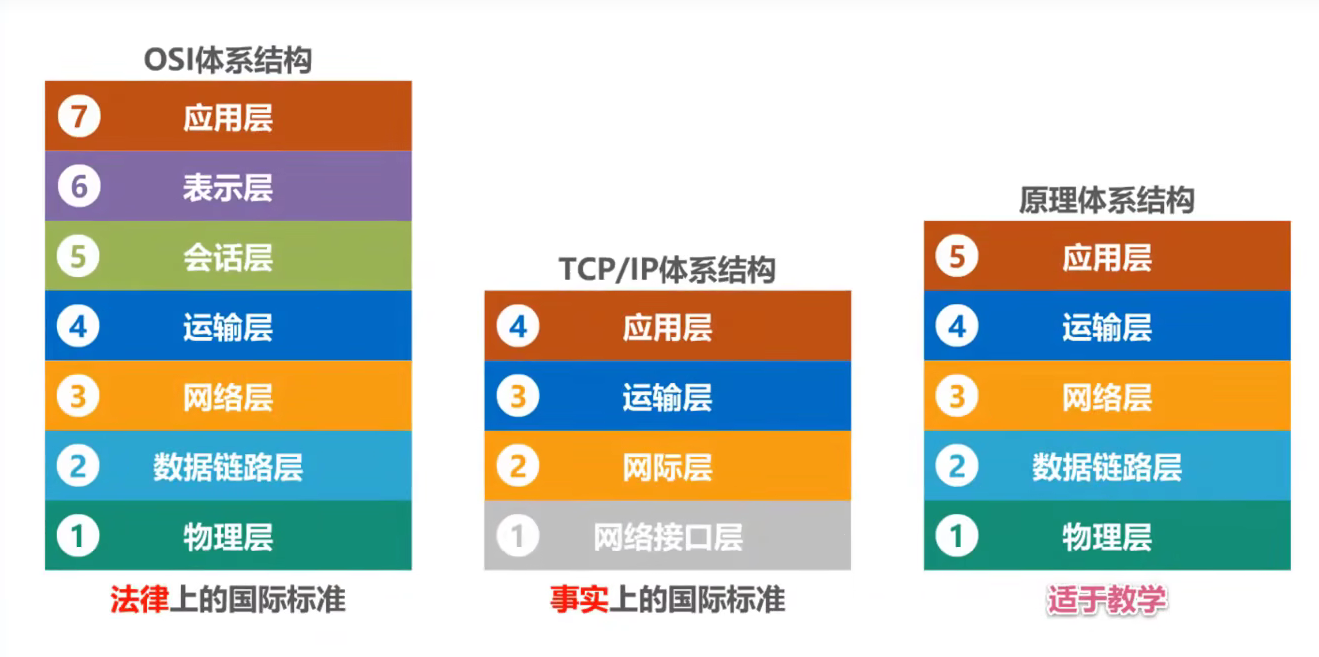 OSI体系结构
7 应用层
6 表示层
5 会话层
4 运输层
3 网络层
2 数据链路层
1 物理层
法律上的国际标准
TCP/IP体系结构
4 应用层
3 运输层
2 网际层
1 网络接口层
事实上的国际标准
原理体系结构
5 应用层
4 运输层
3 网络层
2 数据链路层
1 物理层
适于教学